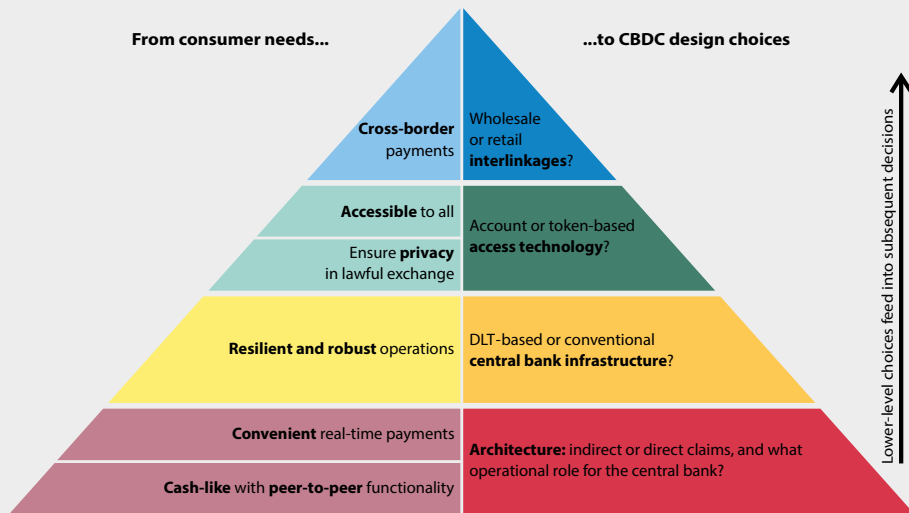 From consumer needs...
...to CBDC design choices
Cross-border
payments
Wholesale
or retail
interlinkages?
Accessible to all
Ensure privacy
in lawful exchange
Account or token-based
access technology?
Resilient and robust operations
DLT-based or conventional
central bank infrastructure?
Convenient real-time payments
Cash-like with peer-to-peer functionality
Architecture: indirect or direct claims, and what
operational role for the central bank?
Lower-level choices feed into subsequent decisions